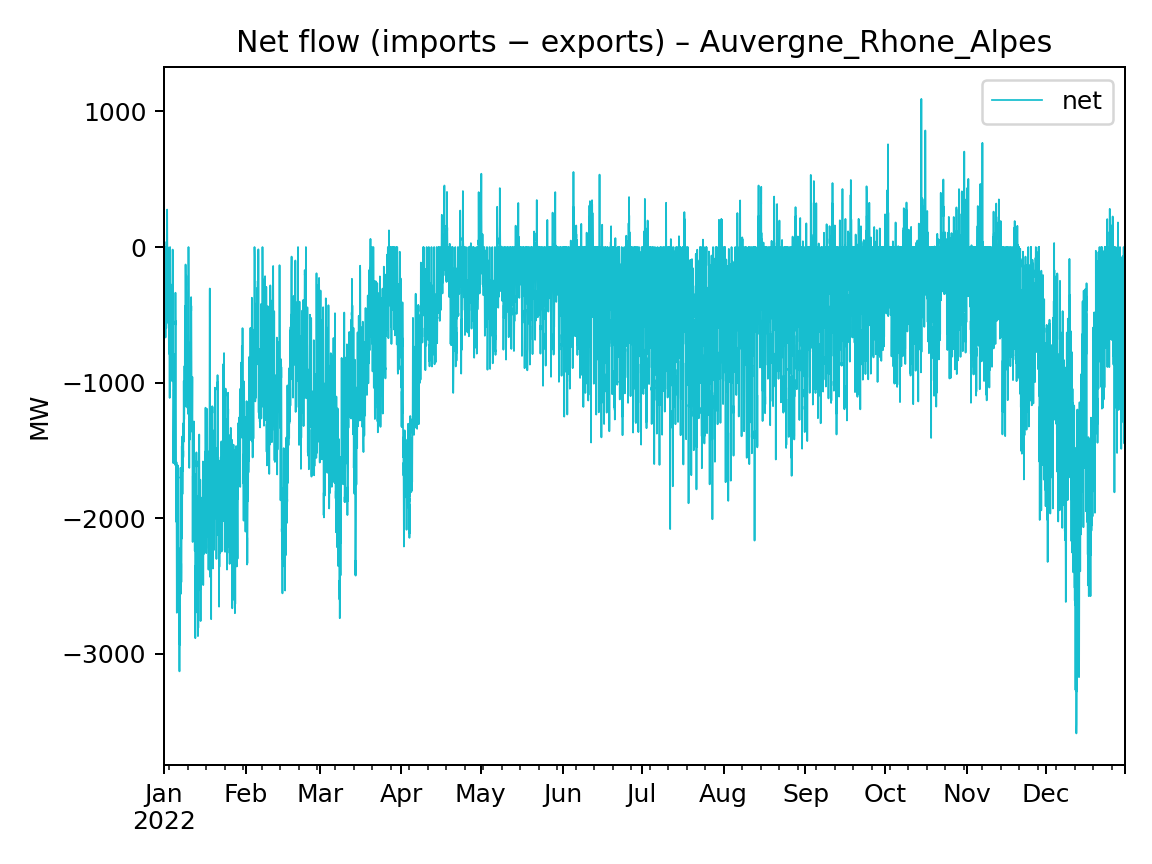 Net flow (imports − exports) – Auvergne_Rhone_Alpes
net
1000
0
−1000
−2000
−3000
MW
Jan Feb Mar Apr May Jun Jul Aug Sep Oct Nov Dec
2022